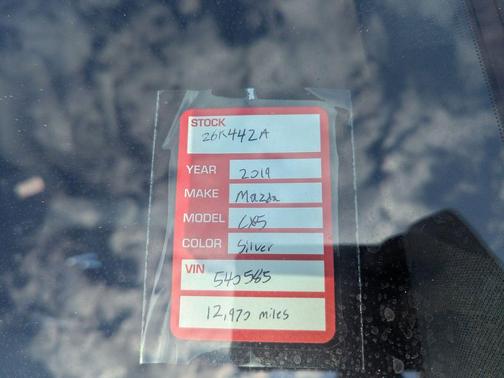 STOCK
26K442A
YEAR 2019
MAKE Mazda
MODEL CX5
COLOR Silver
VIN 540585
12,970 miles